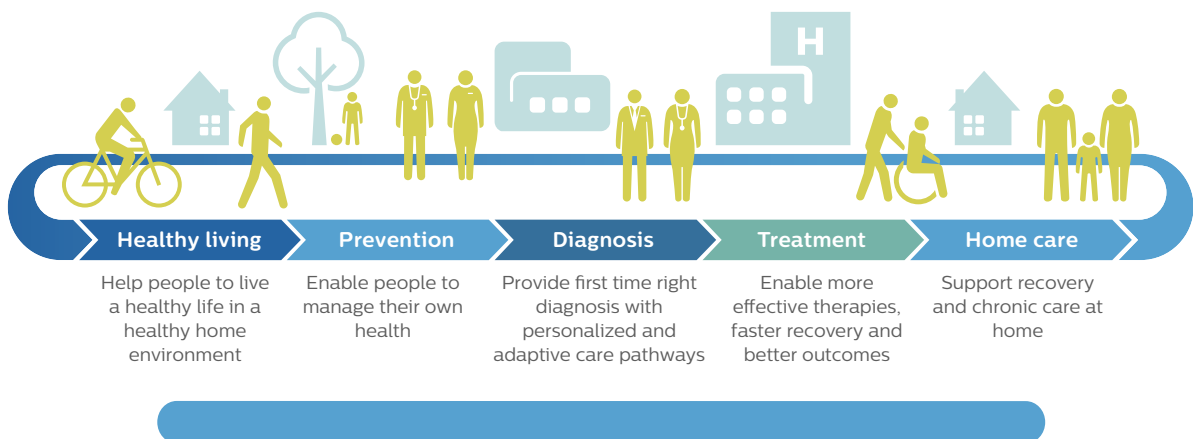 H
Healthy living
Prevention
Diagnosis
Treatment
Home care
Help people to live
a healthy life in a
healthy home
environment
Enable people to
manage their own
health
Provide first time right
diagnosis with
personalized and
adaptive care pathways
Enable more
effective therapies,
faster recovery and
better outcomes
Support recovery
and chronic care at
home